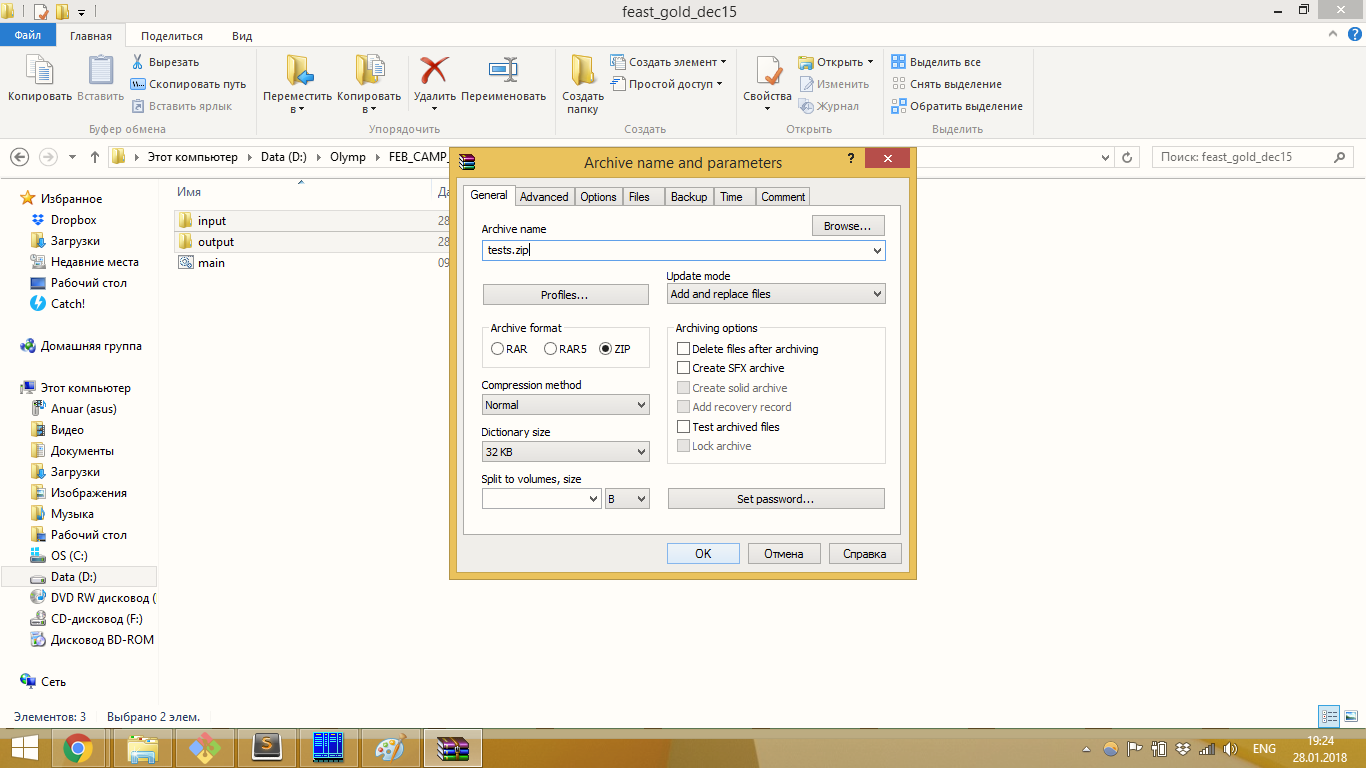 feast_gold_dec15
Файл
Главная
Поделиться
Вид
Копировать
Вставить
Вырезать
Скопировать путь
Вставить ярлык
Буфер обмена
Переместить в
Копировать в
Удалить
Переименовать
Упорядочить
Создать папку
Создать элемент
Простой доступ
Создать
Свойства
Открыть
Изменить
Журнал
Открыть
Выделить все
Снять выделение
Обратить выделение
Выделить
Этот компьютер
Data (D:)
Olymp
FEB_CAMP_
Поиск: feast_gold_dec15
Избранное
Dropbox
Загрузки
Недавние места
Рабочий стол
Catch!
Домашняя группа
Этот компьютер
Anuar (asus)
Видео
Документы
Загрузки
Изображения
Музыка
Рабочий стол
OS (C:)
Data (D:)
DVD RW дисковод (
CD-дисковод (F:)
Дисковод BD-ROM
Сеть
Имя
Да
input
28
output
28
main
09
Archive name and parameters
?
General
Advanced
Options
Files
Backup
Time
Comment
Archive name
Browse...
tests.zip
Profiles...
Update mode
Add and replace files
Archive format
RAR
RAR5
ZIP
Compression method
Normal
Dictionary size
32 KB
Split to volumes, size
B
Archiving options
Delete files after archiving
Create SFX archive
Create solid archive
Add recovery record
Test archived files
Lock archive
Set password...
OK
Отмена
Справка
Элементов: 3
Выбрано 2 элем.
ENG
19:24
28.01.2018